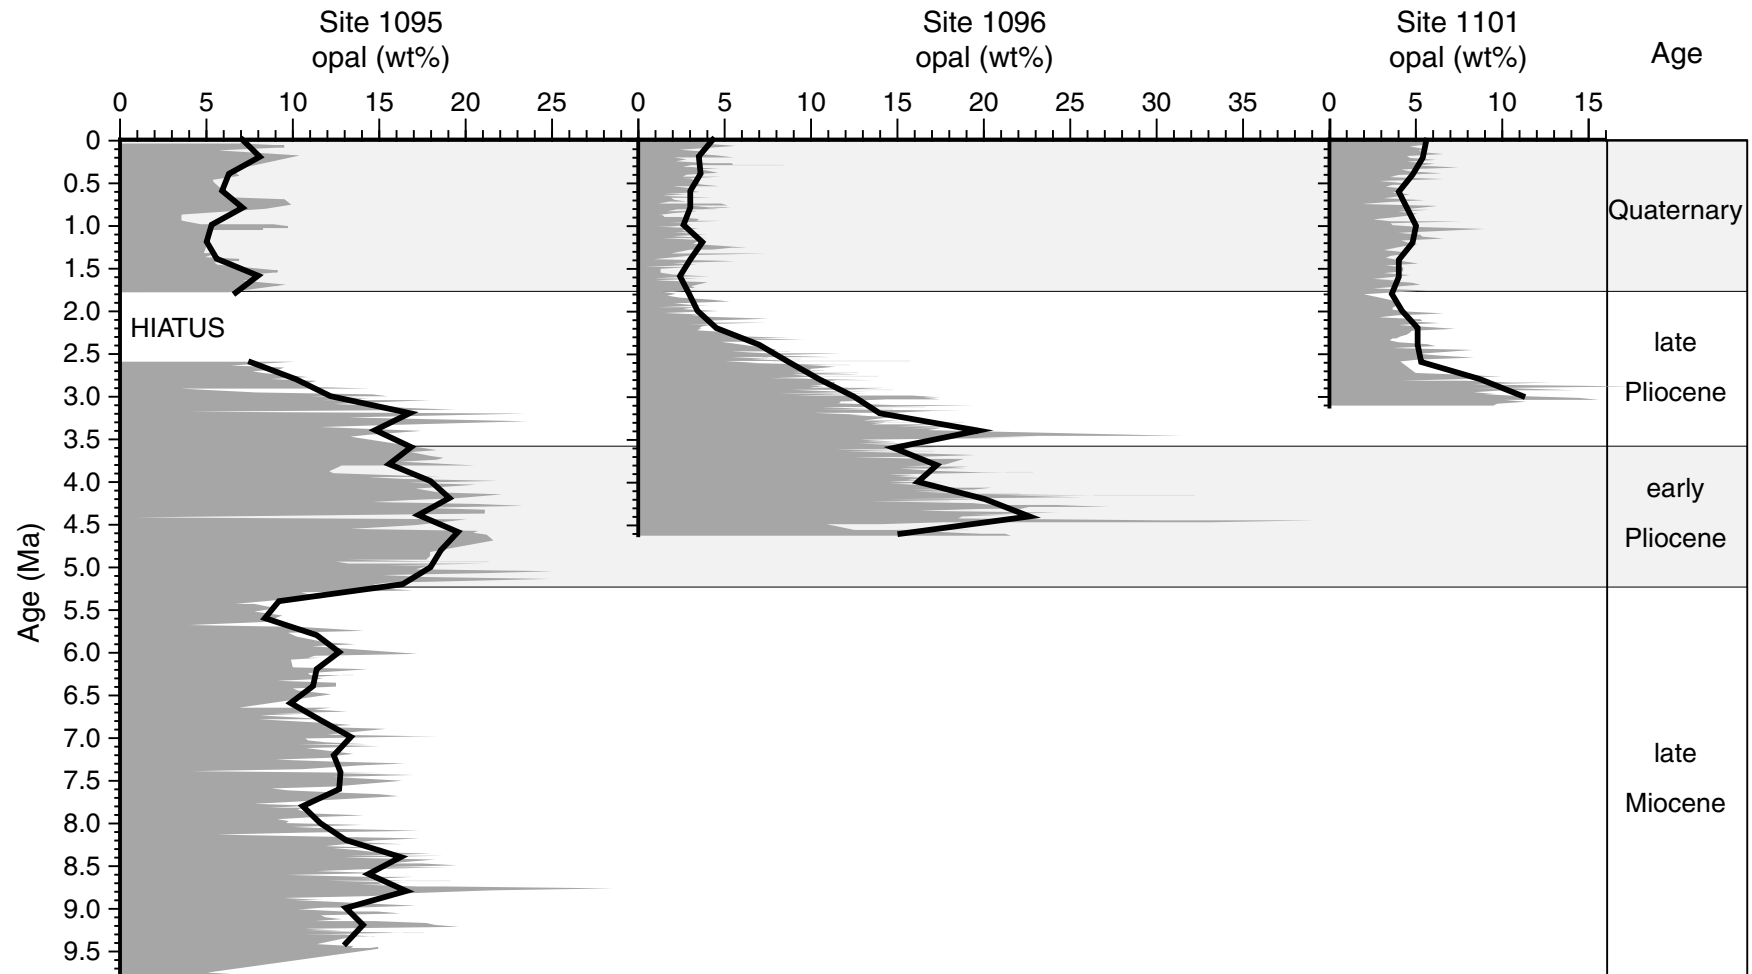 Site 1095
opal (wt%)
Site 1096
opal (wt%)
Site 1101
opal (wt%)
Age
0 5 10 15 20 25
0 5 10 15 20 25 30 35
0 5 10 15
Age (Ma)
0
0.5
1.0
1.5
2.0
2.5
3.0
3.5
4.0
4.5
5.0
5.5
6.0
6.5
7.0
7.5
8.0
8.5
9.0
9.5
HIATUS
Quaternary
late
Pliocene
early
Pliocene
late
Miocene